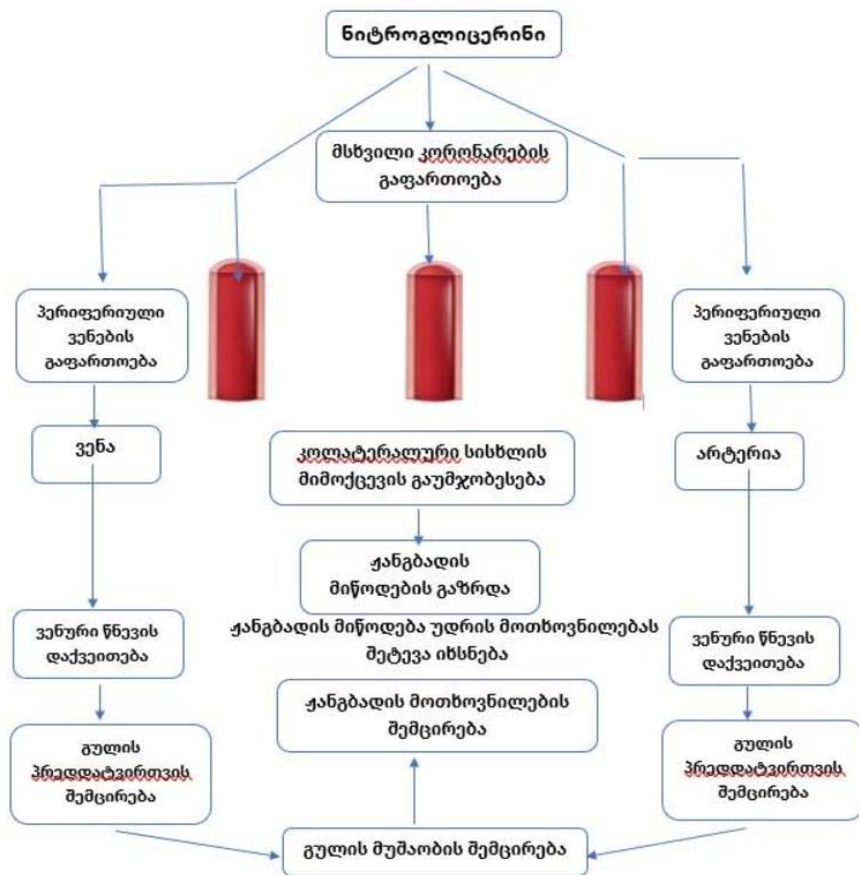 ნიტროგლიცერინი
მსხვილი კორონარების
გაფართოება
პერიფერიული
ვენების
გაფართოება
პერიფერიული
ვენების
გაფართოება
ვენა
კოლატერალური სისხლის
მიმოქცევის გაუმჯობესება
არტერია
ჟანგბადის
მიწოდების გაზრდა
ჟანგბადის მიწოდება უდრის მოთხოვნილებას
შეტევა იხსნება
ვენური წნევის
დაქვეითება
ვენური წნევის
დაქვეითება
ჟანგბადის მოთხოვნილების
შემცირება
გულის
პრედდატვირთვის
შემცირება
გულის
პრედდატვირთვის
შემცირება
გულის მუშაობის შემცირება